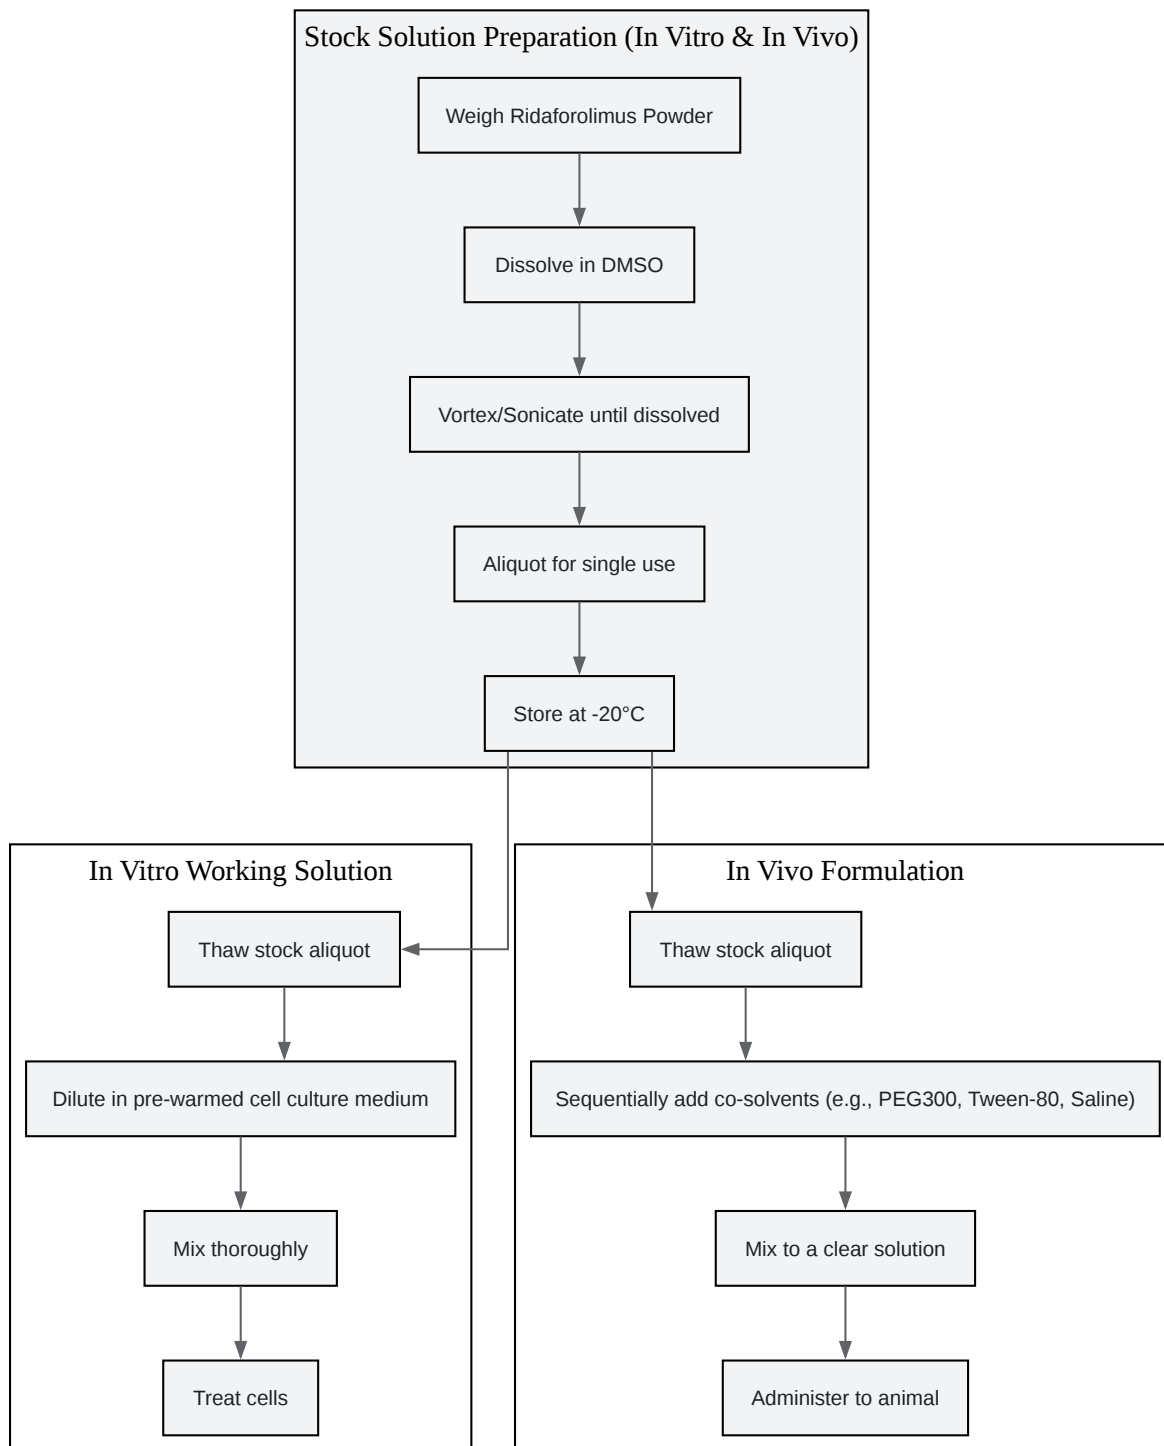 Stock Solution Preparation (In Vitro & In Vivo)
Weigh Ridaforolimus Powder
Dissolve in DMSO
Vortex/Sonicate until dissolved
Aliquot for single use
Store at -20°C
In Vitro Working Solution
Thaw stock aliquot
Dilute in pre-warmed cell culture medium
Mix thoroughly
Treat cells
In Vivo Formulation
Thaw stock aliquot
Sequentially add co-solvents (e.g., PEG300, Tween-80, Saline)
Mix to a clear solution
Administer to animal